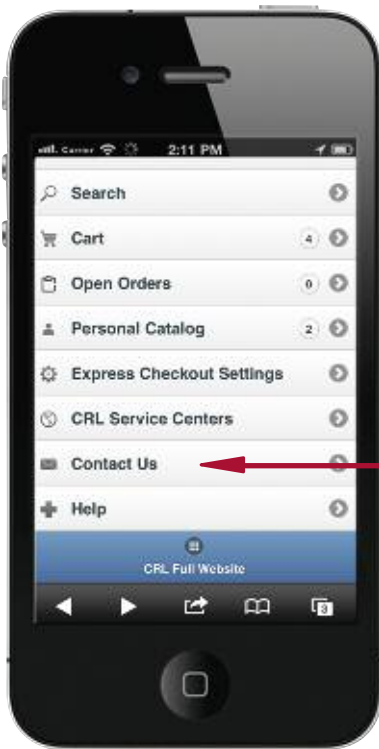 Carrier 2:11 PM
Search
Cart 4
Open Orders 0
Personal Catalog 2
Express Checkout Settings
CRL Service Centers
Contact Us
Help
CRL Full Website
3